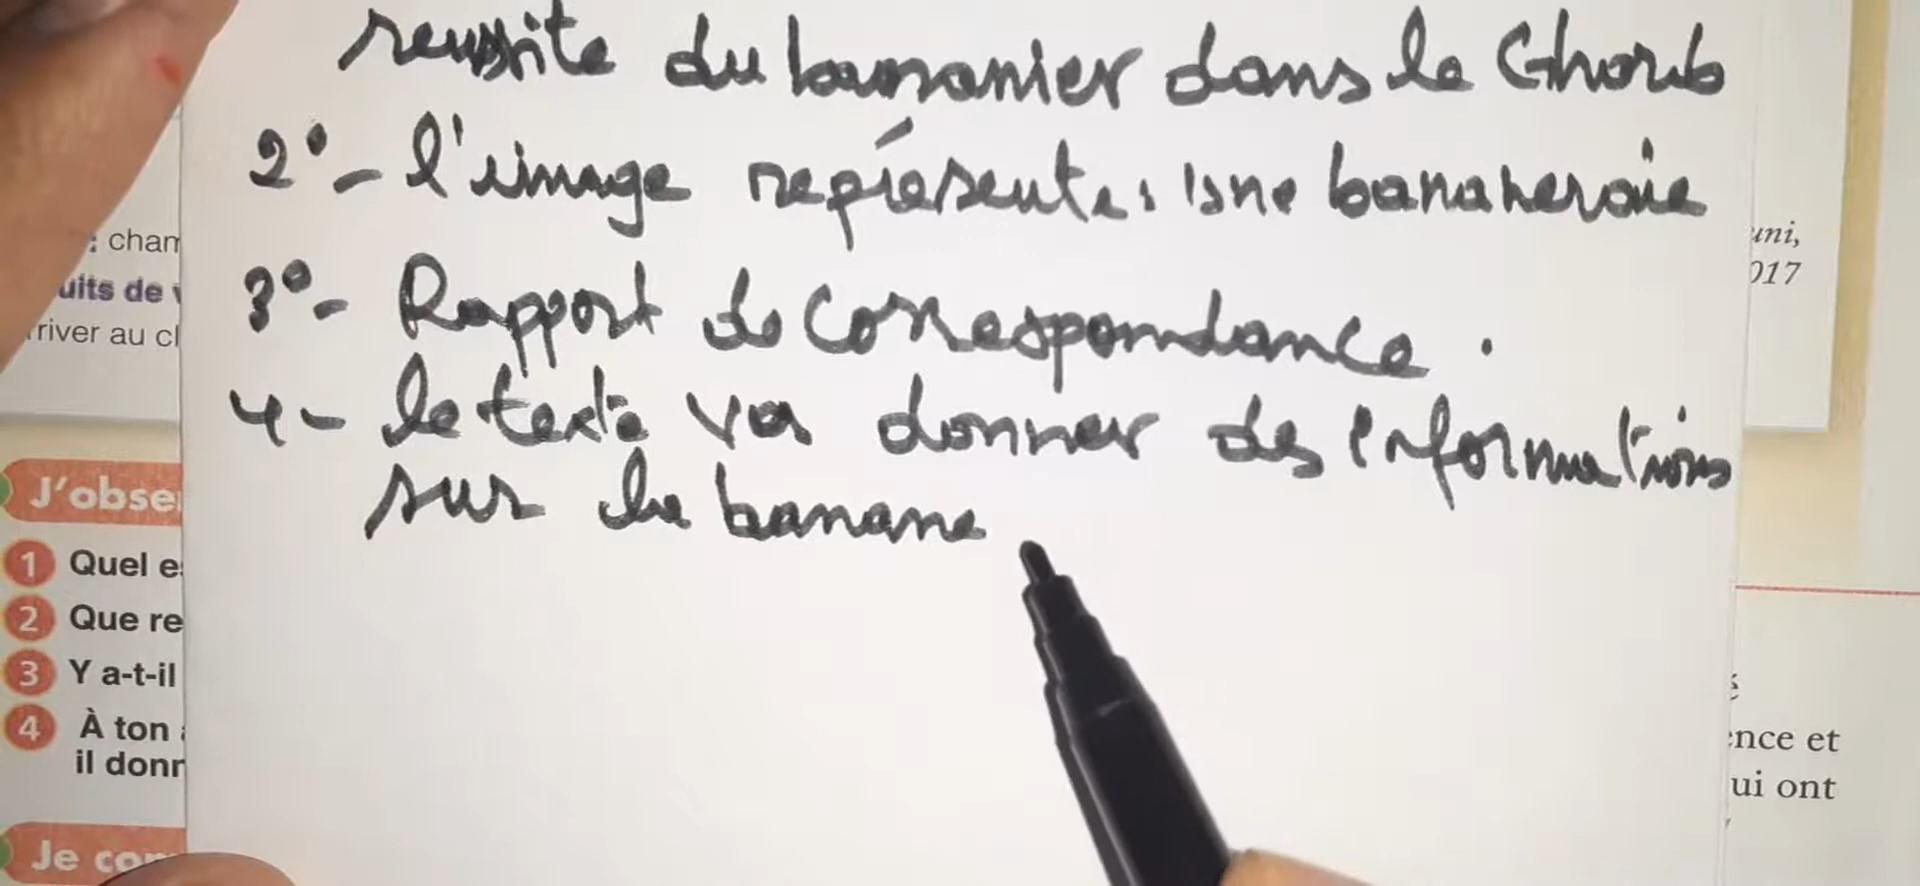 reussite du bananier dans le Gharb
2°- l'image représente : Une bananeraie
3°- Rapport de Correspondance .
4- le texte va donner des informations
sur la banane
: cham
uits de v
rriver au cl
uni,
017
J'obse
1 Quel e
2 Que re
3 Y a-t-il
4 À ton
il donn
Je co
ence et
ui ont